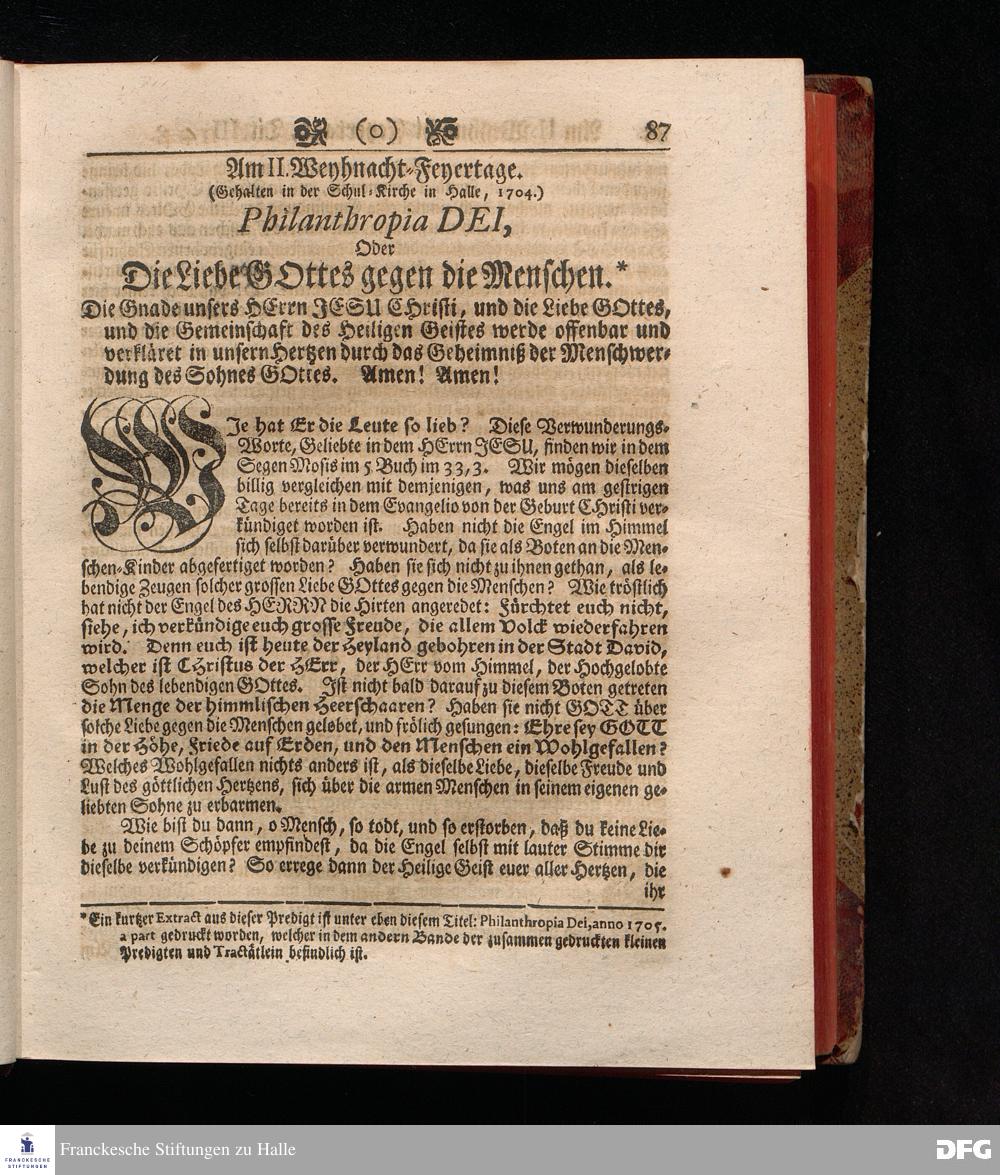 (o) 87
Am II. Weyhnacht-Feyertage.
(Gehalten in der Schul-Kirche in Halle, 1704.)
Philanthropia DEI,
Oder
Die Liebe GOttes gegen die Menschen.*
Die Gnade unsers HErrn JESU CHristi, und die Liebe GOttes,
und die Gemeinschaft des Heiligen Geistes werde offenbar und
verkläret in unsern Hertzen durch das Geheimniß der Menschwer-
dung des Sohnes GOttes. Amen! Amen!
WIe hat Er die Leute so lieb? Diese Verwunderungs-
Worte, Geliebte in dem HErrn JESU, finden wir in dem
Segen Mosis im 5 Buch im 33, 3. Wir mögen dieselben
billig vergleichen mit demjenigen, was uns am gestrigen
Tage bereits in dem Evangelio von der Geburt CHristi ver-
kündiget worden ist. Haben nicht die Engel im Himmel
sich selbst darüber verwundert, da sie als Boten an die Men-
schen-Kinder abgefertiget worden? Haben sie sich nicht zu ihnen gethan, als le-
bendige Zeugen solcher grossen Liebe GOttes gegen die Menschen? Wie tröstlich
hat nicht der Engel des HERRN die Hirten angeredet: Fürchtet euch nicht,
siehe, ich verkündige euch grosse Freude, die allem Volck wiederfahren
wird. Denn euch ist heute der Heyland gebohren in der Stadt David,
welcher ist CHristus der HErr, der HErr vom Himmel, der Hochgelobte
Sohn des lebendigen GOttes. Ist nicht bald darauf zu diesem Boten getreten
die Menge der himmlischen Heerschaaren? Haben sie nicht GOTT über
solche Liebe gegen die Menschen gelobet, und frölich gesungen: Ehre sey GOTT
in der Höhe, Friede auf Erden, und den Menschen ein Wohlgefallen?
Welches Wohlgefallen nichts anders ist, als dieselbe Liebe, dieselbe Freude und
Lust des göttlichen Hertzens, sich über die armen Menschen in seinem eigenen ge-
liebten Sohne zu erbarmen.
Wie bist du dann, o Mensch, so todt, und so erstorben, daß du keine Lie-
be zu deinem Schöpfer empfindest, da die Engel selbst mit lauter Stimme dir
dieselbe verkündigen? So errege dann der Heilige Geist euer aller Hertzen, die
ihr
* Ein kurtzer Extract aus dieser Predigt ist unter eben diesem Titel: Philanthropia Dei, anno 1705.
a part gedruckt worden, welcher in dem andern Bande der zusammen gedruckten kleinen
Predigten und Tractätlein befindlich ist.
FRANCKESCHE
STIFTUNGEN
Franckesche Stiftungen zu Halle
DFG